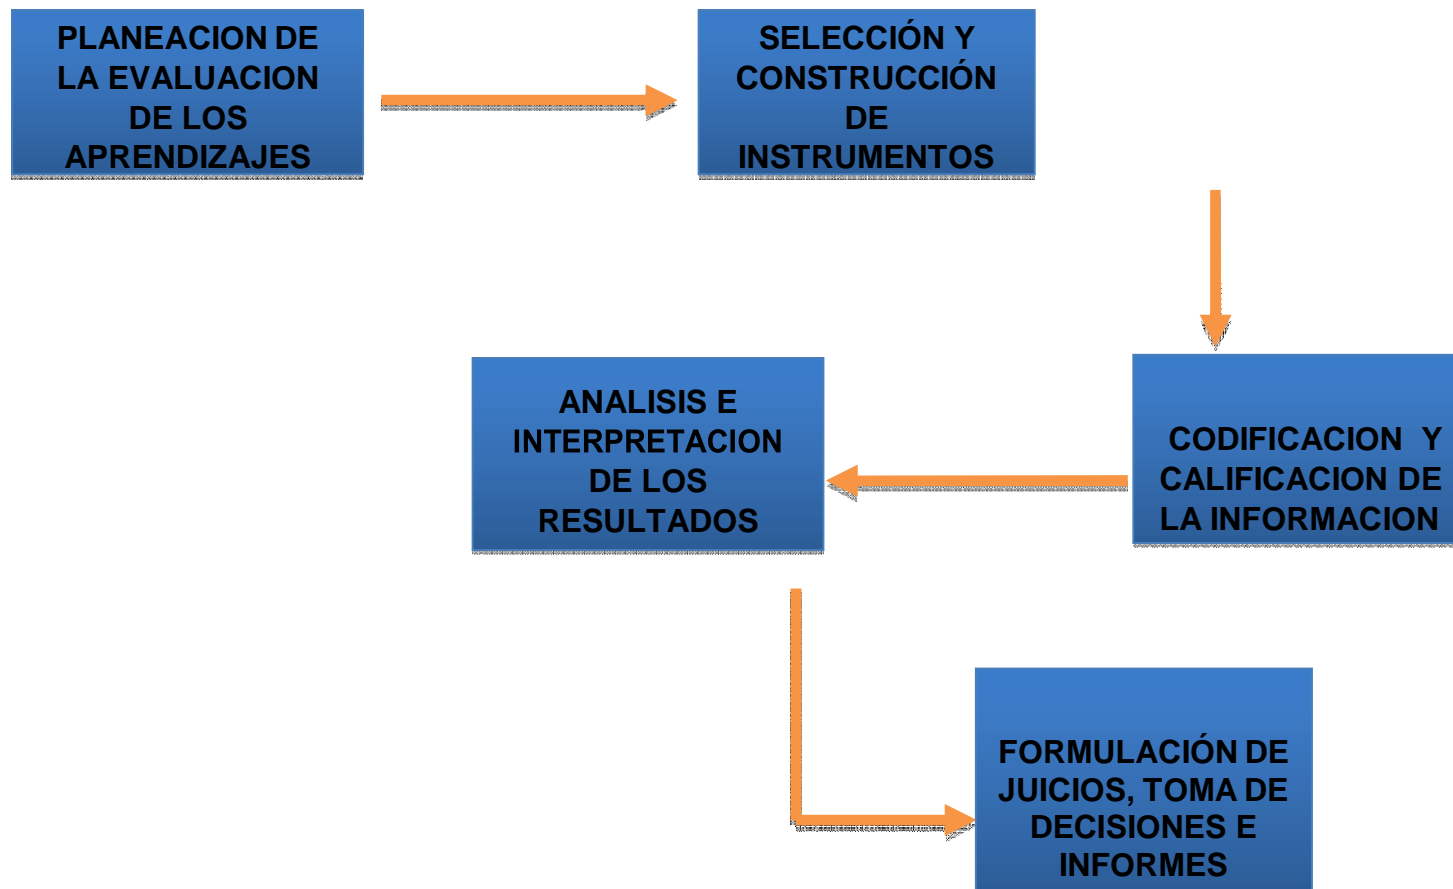 PLANEACION DE
LA EVALUACION
DE LOS
APRENDIZAJES
SELECCIÓN Y
CONSTRUCCIÓN
DE
INSTRUMENTOS
CODIFICACION  Y
CALIFICACION DE
LA INFORMACION
ANALISIS E
INTERPRETACION
DE LOS
RESULTADOS
FORMULACIÓN DE
JUICIOS, TOMA DE
DECISIONES E
INFORMES